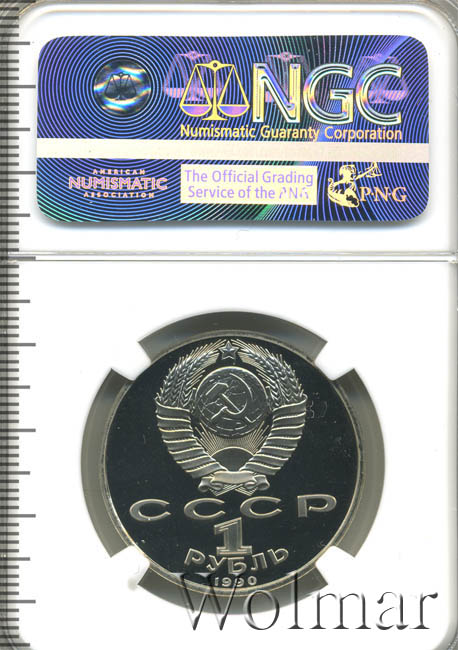 NGC
Numismatic Guaranty Corporation
AMERICAN
NUMISMATIC
ASSOCIATION
The Official Grading
Service of the PNG
PNG
СССР
1
РУБЛЬ
1990
Wolmar